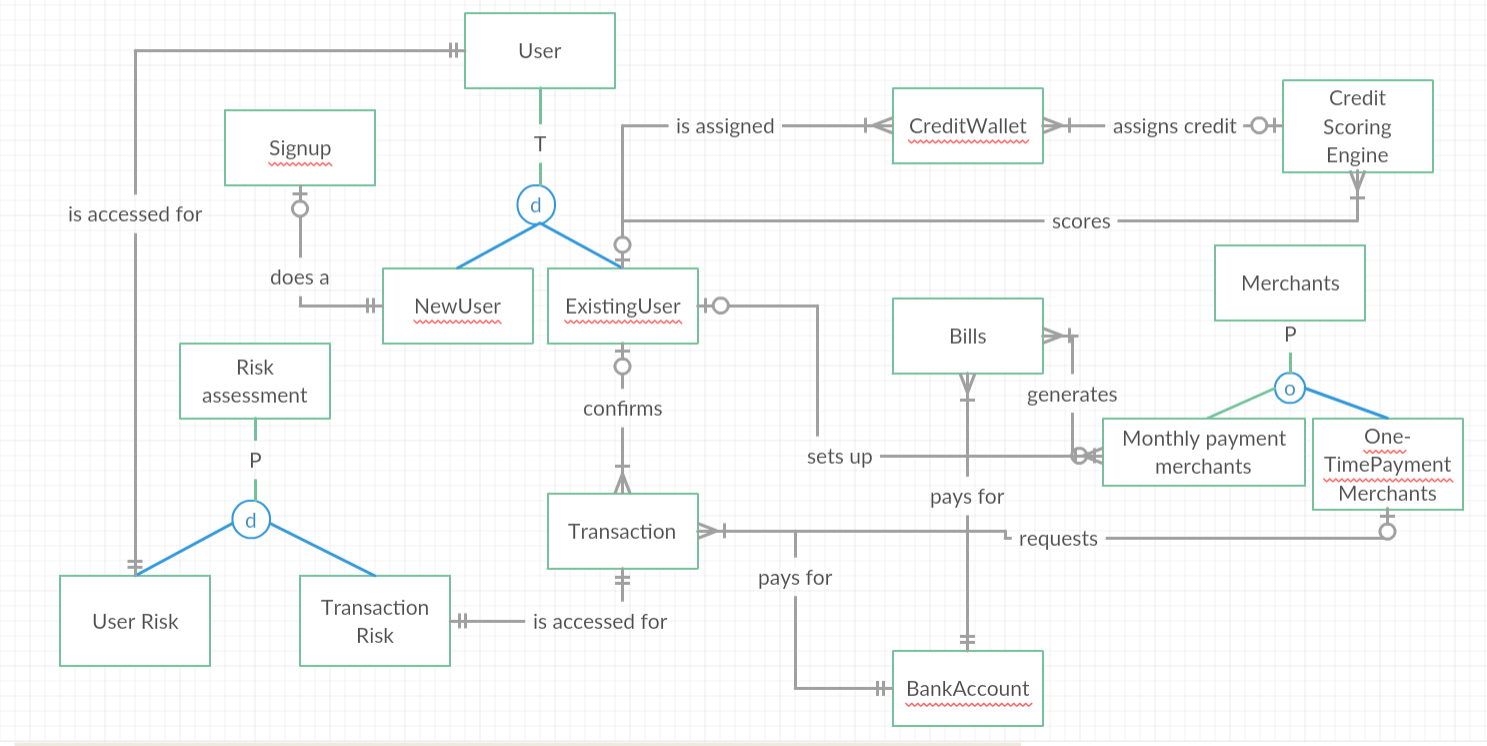 User
T
d
Signup
is accessed for
does a
NewUser
ExistingUser
is assigned
CreditWallet
assigns credit
Credit
Scoring
Engine
scores
Merchants
P
o
Bills
generates
Monthly payment
merchants
One-
TimePayment
Merchants
Risk
assessment
P
d
confirms
sets up
pays for
Transaction
requests
pays for
User Risk
Transaction
Risk
is accessed for
BankAccount